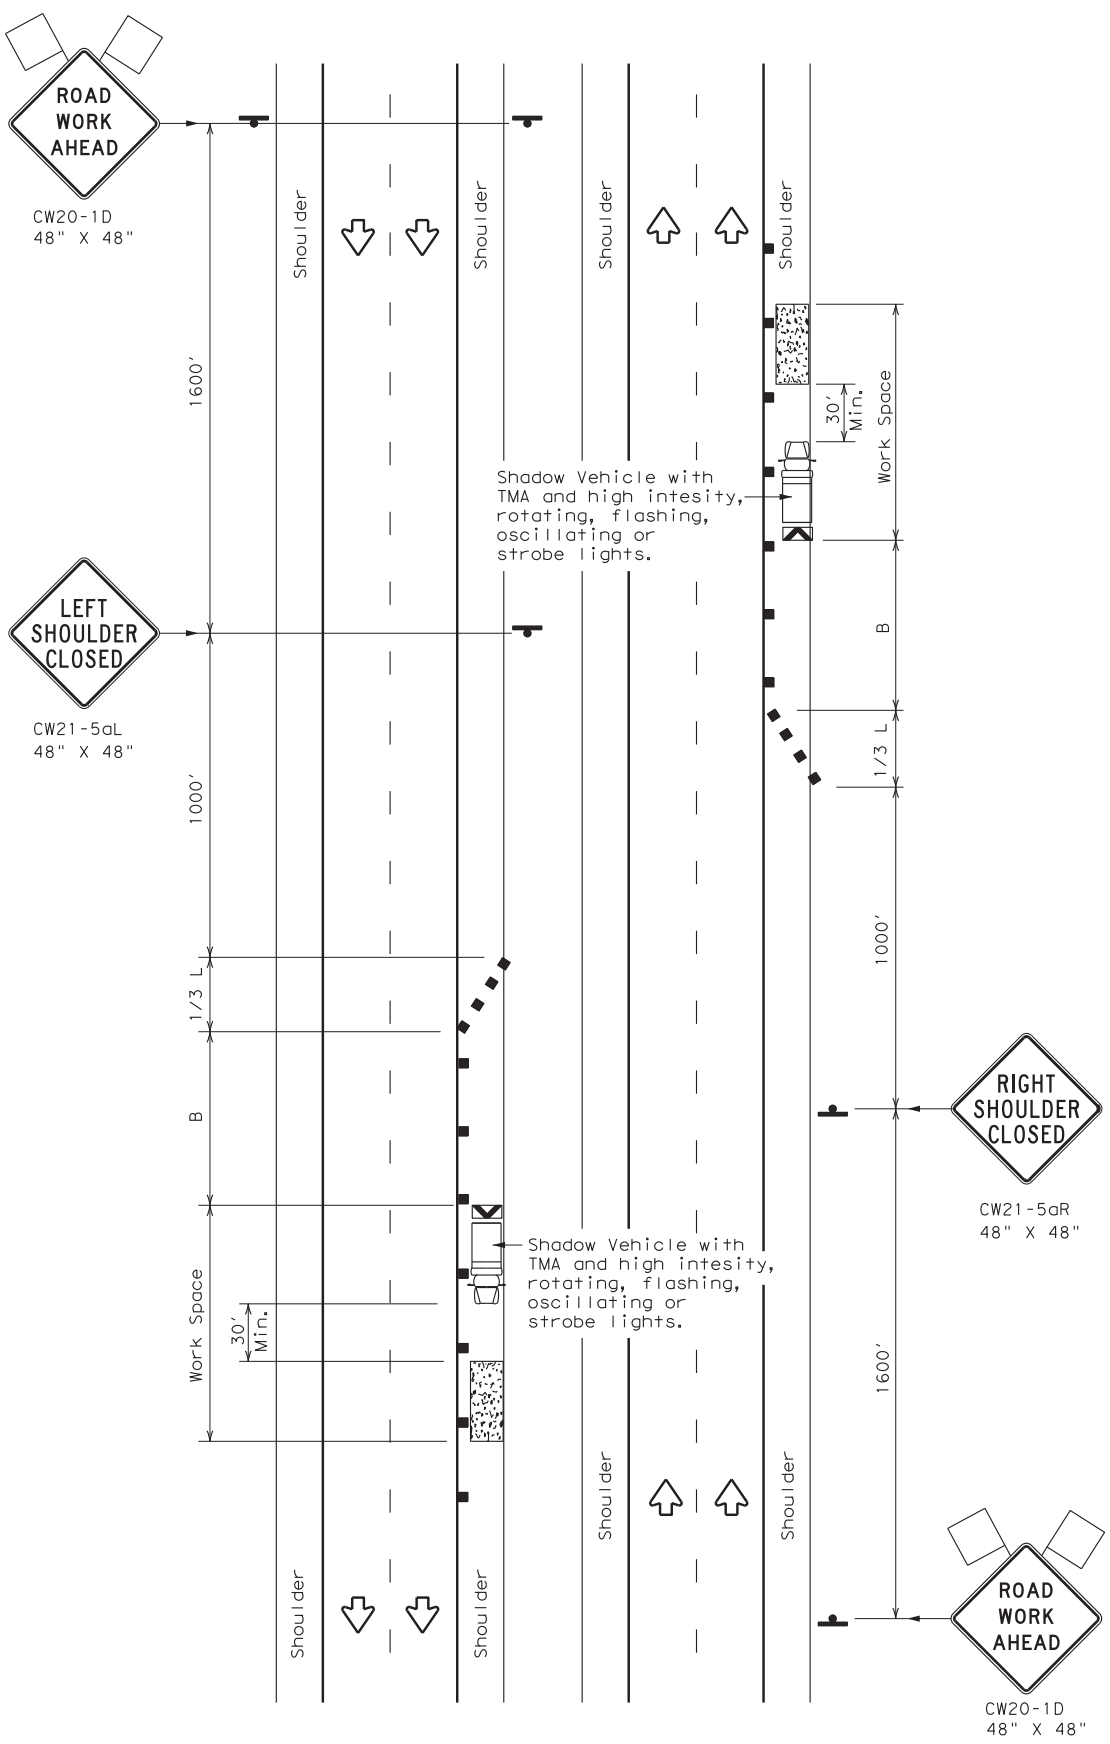 ROAD
WORK
AHEAD
CW20-1D
48" X 48"
Shoulder
Shoulder
Shoulder
Shoulder
1600'
30'
Min.
Work Space
Shadow Vehicle with
TMA and high intesity,
rotating, flashing,
oscillating or
strobe lights.
LEFT
SHOULDER
CLOSED
CW21-5aL
48" X 48"
B
1/3 L
1000'
1000'
1/3 L
B
RIGHT
SHOULDER
CLOSED
CW21-5aR
48" X 48"
Shadow Vehicle with
TMA and high intesity,
rotating, flashing,
oscillating or
strobe lights.
Work Space
30'
Min.
1600'
Shoulder
Shoulder
Shoulder
Shoulder
ROAD
WORK
AHEAD
CW20-1D
48" X 48"